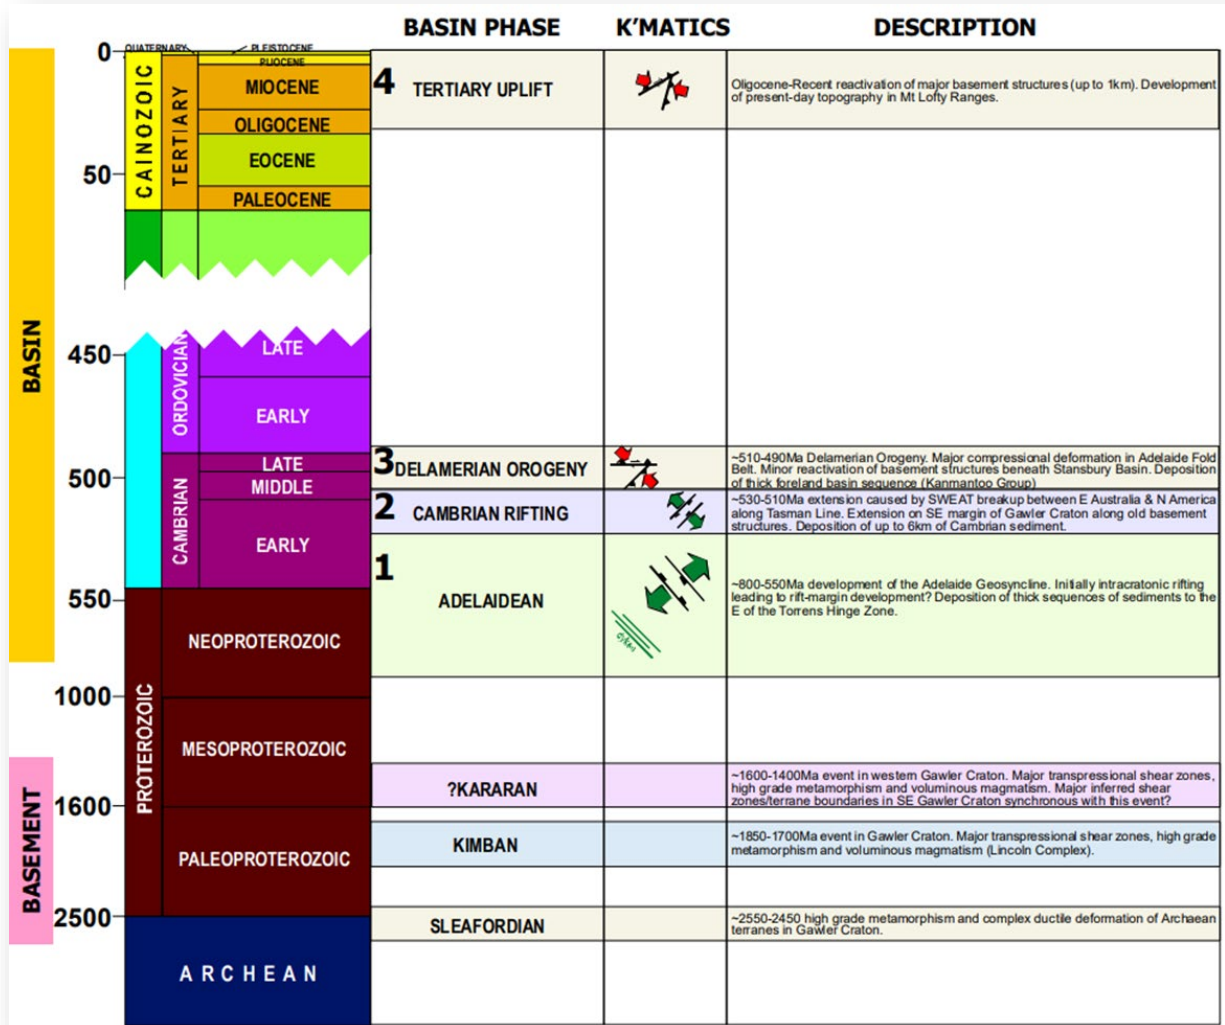 BASIN PHASE K'MATICS DESCRIPTION
0
QUATERNARY PLEISTOCENE
PLIOCENE
CAINOZOIC
TERTIARY
MIOCENE
OLIGOCENE
EOCENE
PALEOCENE
50
4 TERTIARY UPLIFT
Oligocene-Recent reactivation of major basement structures (up to 1km). Development
of present-day topography in Mt Lofty Ranges.
BASIN
450
ORDOVICIAN
LATE
EARLY
500
CAMBRIAN
LATE
MIDDLE
EARLY
550
3 DELAMERIAN OROGENY
~510-490Ma Delamerian Orogeny. Major compressional deformation in Adelaide Fold
Belt. Minor reactivation of basement structures beneath Stansbury Basin. Deposition
of thick foreland basin sequence (Kanmantoo Group)
2 CAMBRIAN RIFTING
~530-510Ma extension caused by SWEAT breakup between E Australia & N America
along Tasman Line. Extension on SE margin of Gawler Craton along old basement
structures. Deposition of up to 6km of Cambrian sediment.
1
ADELAIDEAN
~800-550Ma development of the Adelaide Geosyncline. Initially intracratonic rifting
leading to rift-margin development? Deposition of thick sequences of sediments to the
E of the Torrens Hinge Zone.
PROTEROZOIC
NEOPROTEROZOIC
1000
MESOPROTEROZOIC
1600
PALEOPROTEROZOIC
2500
ARCHEAN
BASEMENT
?KARARAN
~1600-1400Ma event in western Gawler Craton. Major transpressional shear zones,
high grade metamorphism and voluminous magmatism. Major inferred shear
zones/terrane boundaries in SE Gawler Craton synchronous with this event?
KIMBAN
~1850-1700Ma event in Gawler Craton. Major transpressional shear zones, high grade
metamorphism and voluminous magmatism (Lincoln Complex).
SLEAFORDIAN
~2550-2450 high grade metamorphism and complex ductile deformation of Archaean
terranes in Gawler Craton.